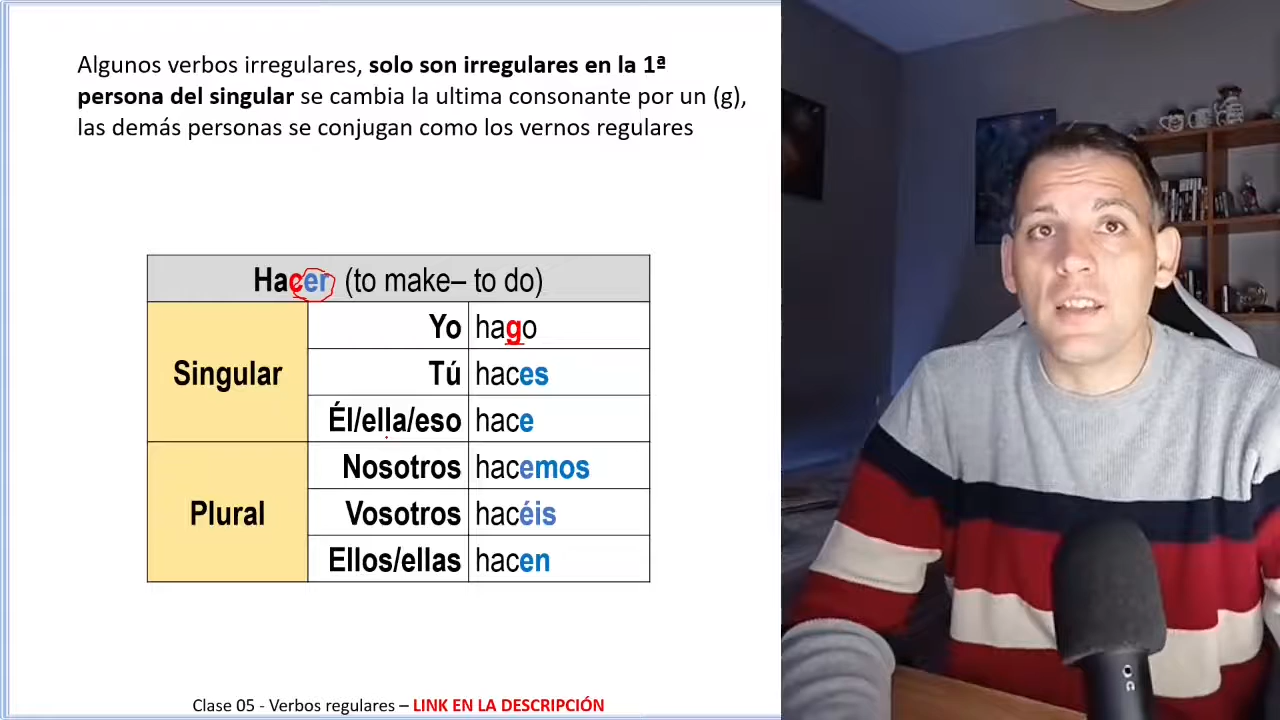 Algunos verbos irregulares, solo son irregulares en la 1ª
persona del singular se cambia la ultima consonante por un (g),
las demás personas se conjugan como los vernos regulares
Hacer (to make– to do)
Singular
Yo hago
Tú haces
Él/ella/eso hace
Plural
Nosotros hacemos
Vosotros hacéis
Ellos/ellas hacen
Clase 05 - Verbos regulares – LINK EN LA DESCRIPCIÓN